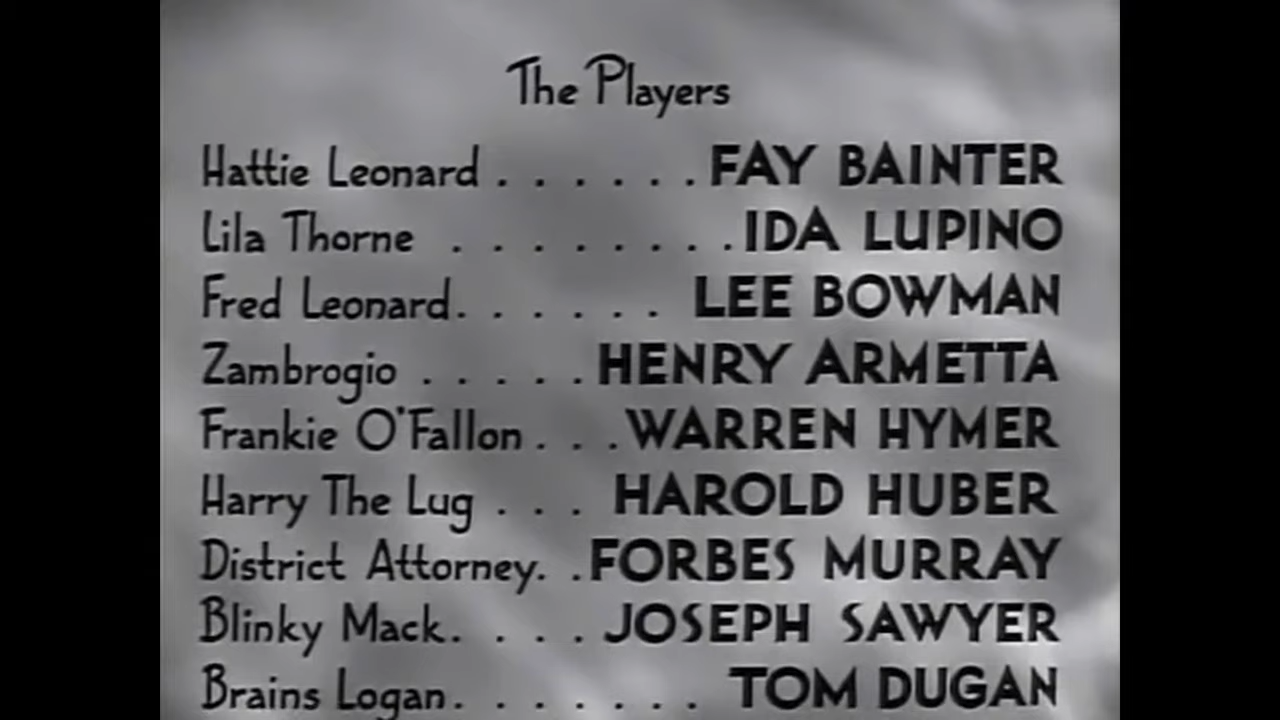 The Players
Hattie Leonard . . . . . . FAY BAINTER
Lila Thorne . . . . . . . . IDA LUPINO
Fred Leonard. . . . . . LEE BOWMAN
Zambrogio . . . . . HENRY ARMETTA
Frankie O'Fallon . . . WARREN HYMER
Harry The Lug . . . HAROLD HUBER
District Attorney. . FORBES MURRAY
Blinky Mack. . . . JOSEPH SAWYER
Brains Logan. . . . . . . TOM DUGAN